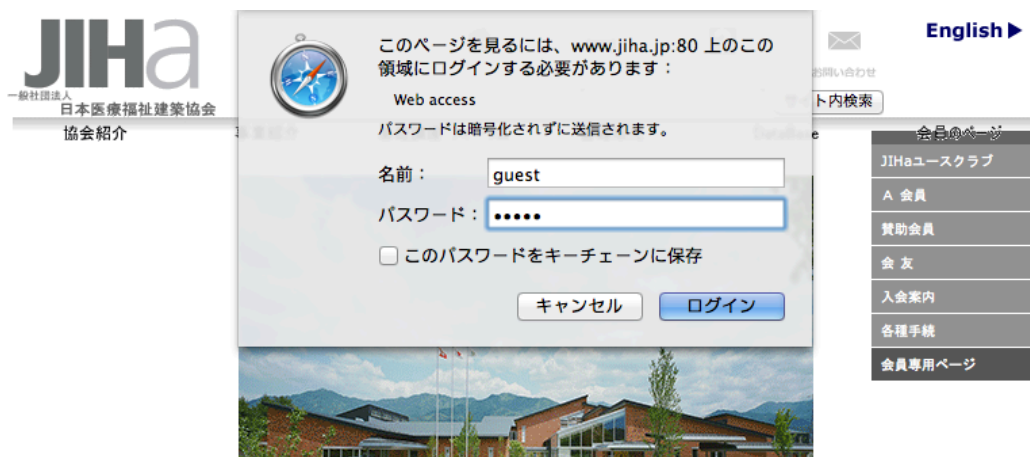 JIHa
一般社団法人
日本医療福祉建築協会
English ▶
お問い合わせ
サイト内検索
協会紹介
事業紹介
DataBase
会員のページ
このページを見るには、www.jiha.jp:80 上のこの
領域にログインする必要があります：
Web access
パスワードは暗号化されずに送信されます。
名前：
guest
パスワード：
•••••
このパスワードをキーチェーンに保存
キャンセル
ログイン
JIHaユースクラブ
A 会員
賛助会員
会 友
入会案内
各種手続
会員専用ページ